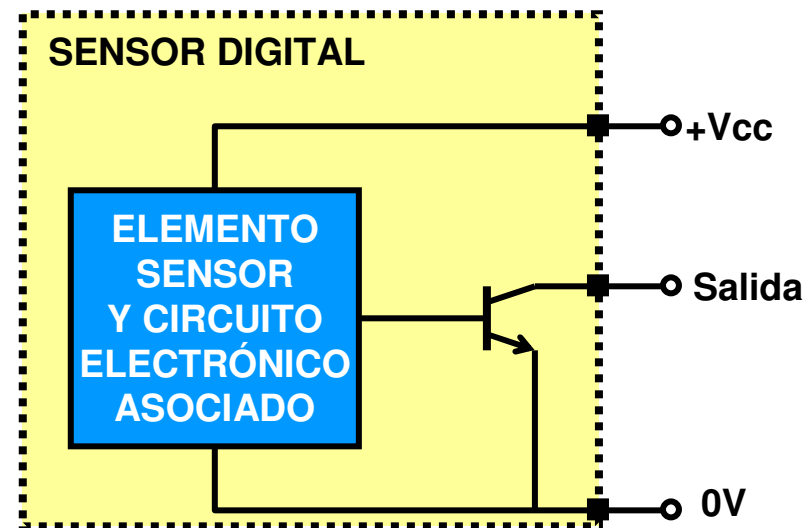 SENSOR DIGITAL
+Vcc
ELEMENTO
SENSOR
Y CIRCUITO
ELECTRÓNICO
ASOCIADO
Salida
0V